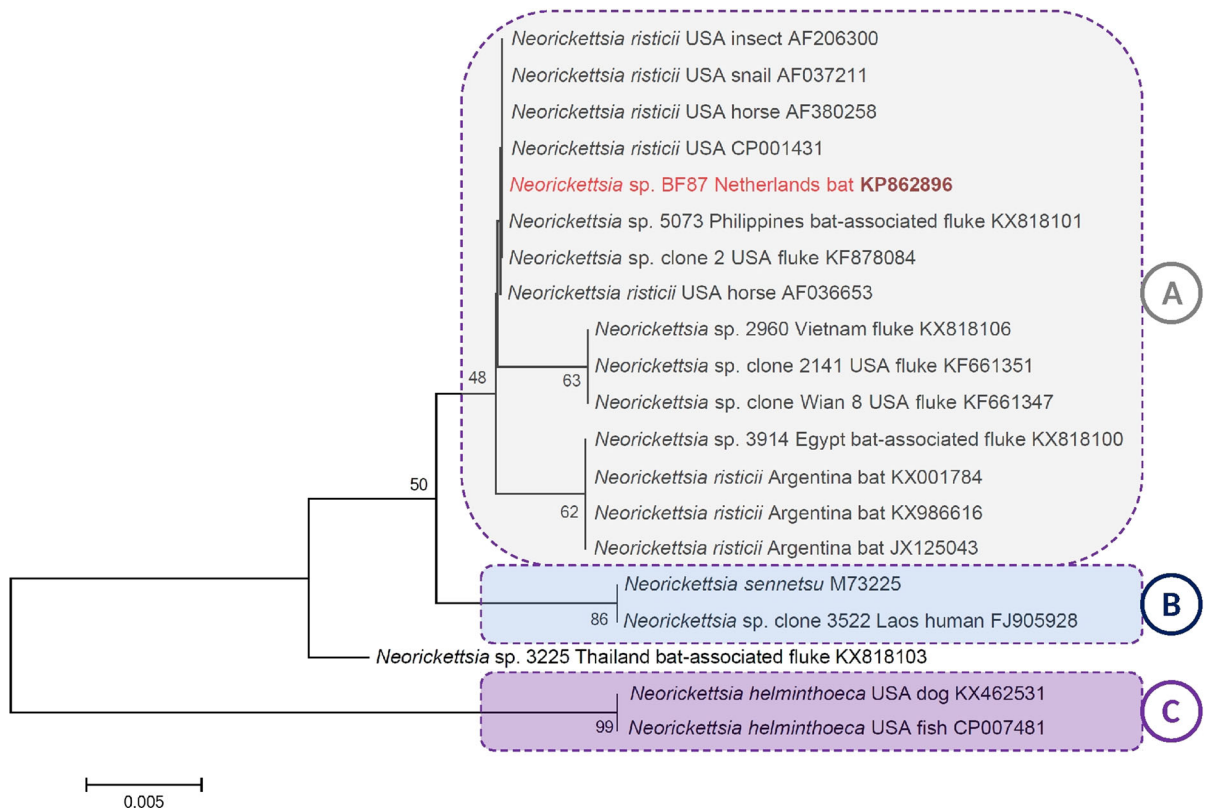 Neorickettsia risticii USA insect AF206300
Neorickettsia risticii USA snail AF037211
Neorickettsia risticii USA horse AF380258
Neorickettsia risticii USA CP001431
Neorickettsia sp. BF87 Netherlands bat KP862896
Neorickettsia sp. 5073 Philippines bat-associated fluke KX818101
Neorickettsia sp. clone 2 USA fluke KF878084
Neorickettsia risticii USA horse AF036653
A
Neorickettsia sp. 2960 Vietnam fluke KX818106
48
63
Neorickettsia sp. clone 2141 USA fluke KF661351
Neorickettsia sp. clone Wian 8 USA fluke KF661347
Neorickettsia sp. 3914 Egypt bat-associated fluke KX818100
Neorickettsia risticii Argentina bat KX001784
50
62
Neorickettsia risticii Argentina bat KX986616
Neorickettsia risticii Argentina bat JX125043
Neorickettsia sennetsu M73225
B
86
Neorickettsia sp. clone 3522 Laos human FJ905928
Neorickettsia sp. 3225 Thailand bat-associated fluke KX818103
Neorickettsia helminthoeca USA dog KX462531
C
99
Neorickettsia helminthoeca USA fish CP007481
0.005